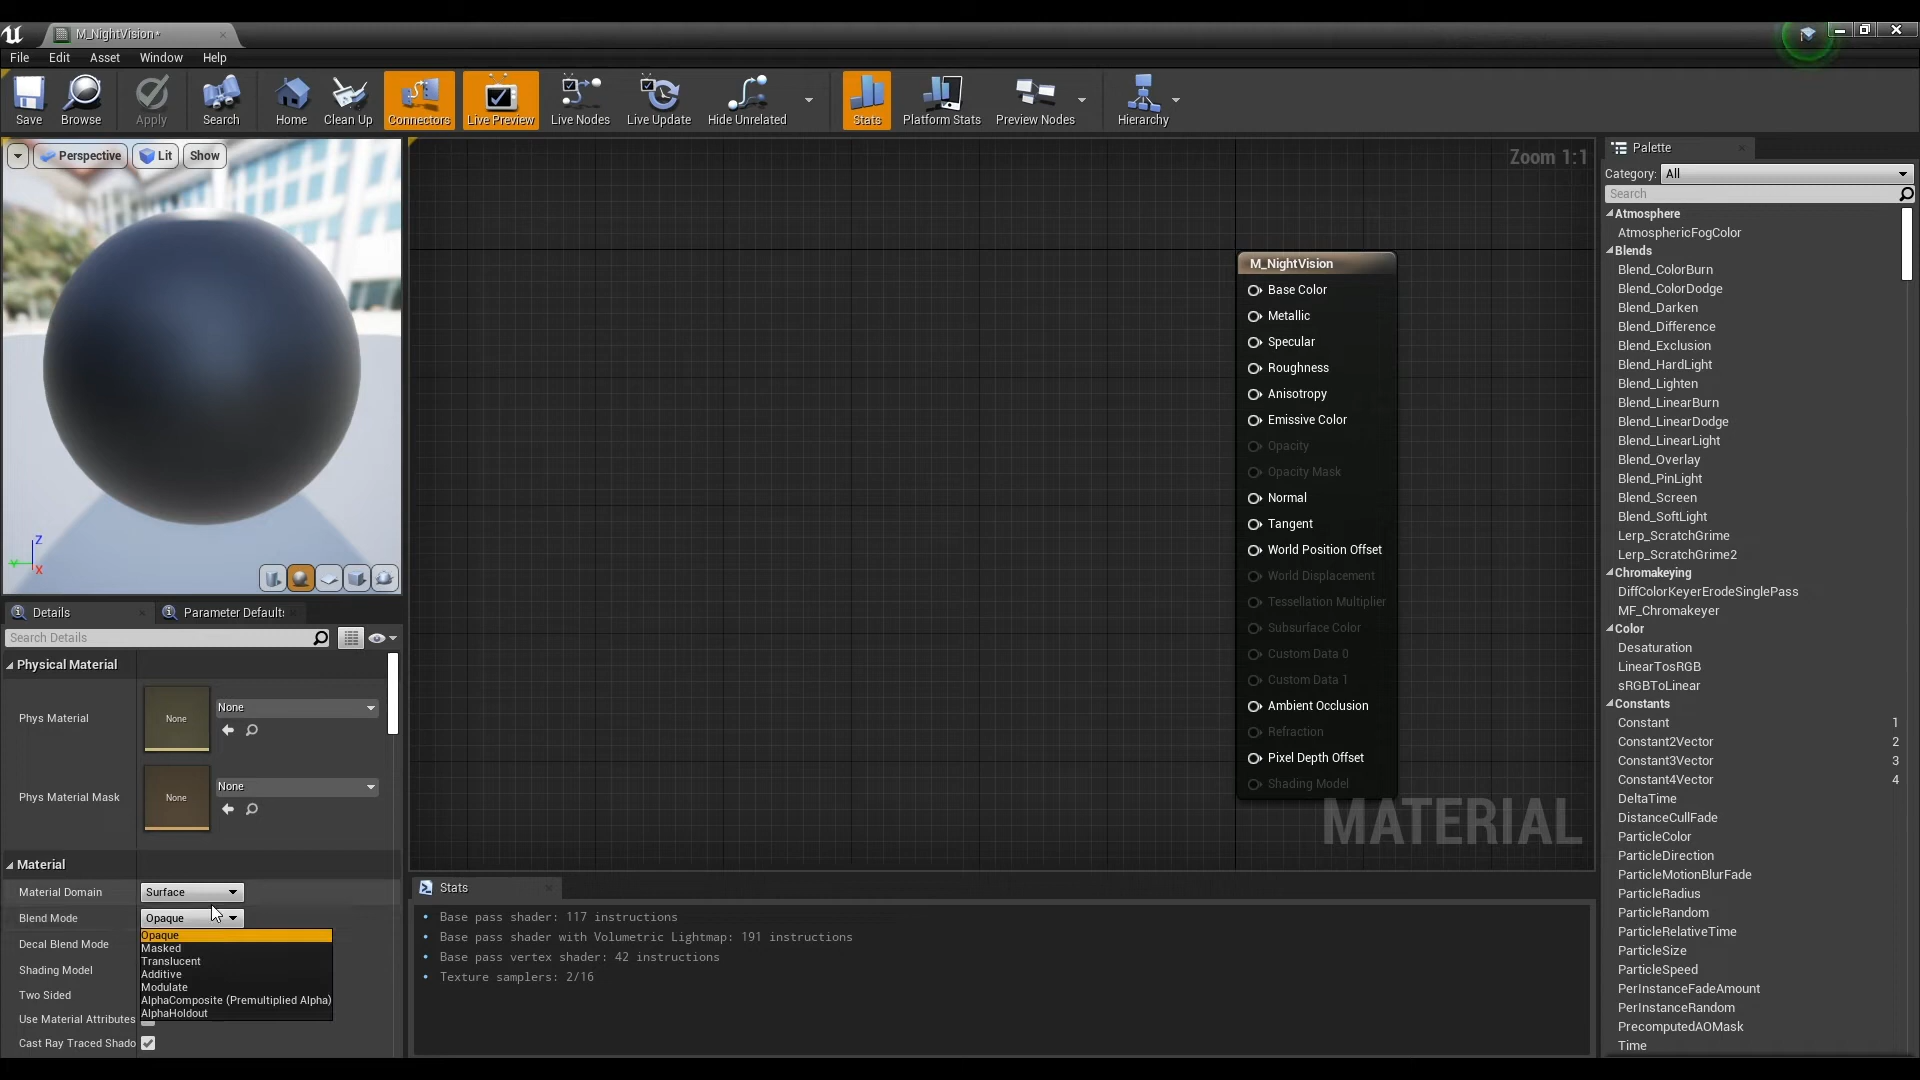 M_NightVision*
File Edit Asset Window Help
Save Browse Apply Search Home Clean Up Connectors Live Preview Live Nodes Live Update Hide Unrelated Stats Platform Stats Preview Nodes Hierarchy
Perspective Lit Show
Z
Y
X
Details
Parameter Default
Search Details
Physical Material
Phys Material
None
None
Phys Material Mask
None
None
Material
Material Domain
Surface
Blend Mode
Opaque
Decal Blend Mode
Shading Model
Two Sided
Use Material Attributes
Cast Ray Traced Shado
Opaque
Masked
Translucent
Additive
Modulate
AlphaComposite (Premultiplied Alpha)
AlphaHoldout
Zoom 1:1
M_NightVision
Base Color
Metallic
Specular
Roughness
Anisotropy
Emissive Color
Opacity
Opacity Mask
Normal
Tangent
World Position Offset
World Displacement
Tessellation Multiplier
Subsurface Color
Custom Data 0
Custom Data 1
Ambient Occlusion
Refraction
Pixel Depth Offset
Shading Model
MATERIAL
Stats
Base pass shader: 117 instructions
Base pass shader with Volumetric Lightmap: 191 instructions
Base pass vertex shader: 42 instructions
Texture samplers: 2/16
Palette
Category: All
Search
Atmosphere
AtmosphericFogColor
Blends
Blend_ColorBurn
Blend_ColorDodge
Blend_Darken
Blend_Difference
Blend_Exclusion
Blend_HardLight
Blend_Lighten
Blend_LinearBurn
Blend_LinearDodge
Blend_LinearLight
Blend_Overlay
Blend_PinLight
Blend_Screen
Blend_SoftLight
Lerp_ScratchGrime
Lerp_ScratchGrime2
Chromakeying
DiffColorKeyerErodeSinglePass
MF_Chromakeyer
Color
Desaturation
LinearTosRGB
sRGBToLinear
Constants
Constant 1
Constant2Vector 2
Constant3Vector 3
Constant4Vector 4
DeltaTime
DistanceCullFade
ParticleColor
ParticleDirection
ParticleMotionBlurFade
ParticleRadius
ParticleRandom
ParticleRelativeTime
ParticleSize
ParticleSpeed
PerInstanceFadeAmount
PerInstanceRandom
PrecomputedAOMask
Time